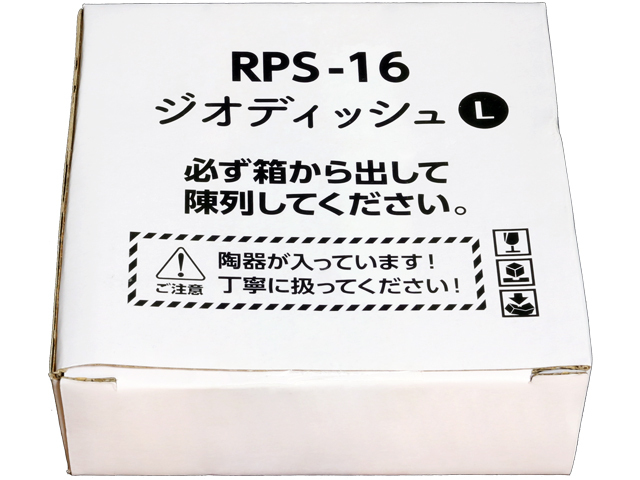 RPS-16
ジオディッシュ L
必ず箱から出して
陳列してください。
ご注意
陶器が入っています!
丁寧に扱ってください!